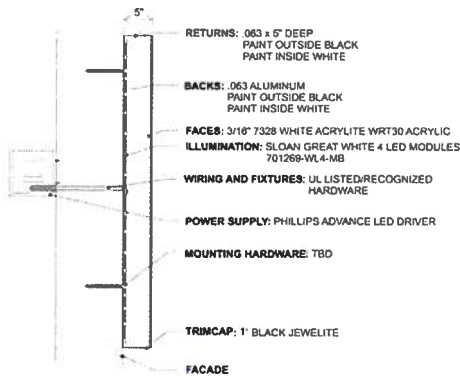 5"
RETURNS: .063 x 5" DEEP
PAINT OUTSIDE BLACK
PAINT INSIDE WHITE
BACKS: .063 ALUMINUM
PAINT OUTSIDE BLACK
PAINT INSIDE WHITE
FACES: 3/16" 7328 WHITE ACRYLITE WRT30 ACRYLIC
ILLUMINATION: SLOAN GREAT WHITE 4 LED MODULES
701269-WL4-MB
WIRING AND FIXTURES: UL LISTED/RECOGNIZED
HARDWARE
POWER SUPPLY: PHILLIPS ADVANCE LED DRIVER
MOUNTING HARDWARE: TBD
TRIMCAP: 1" BLACK JEWELITE
FACADE